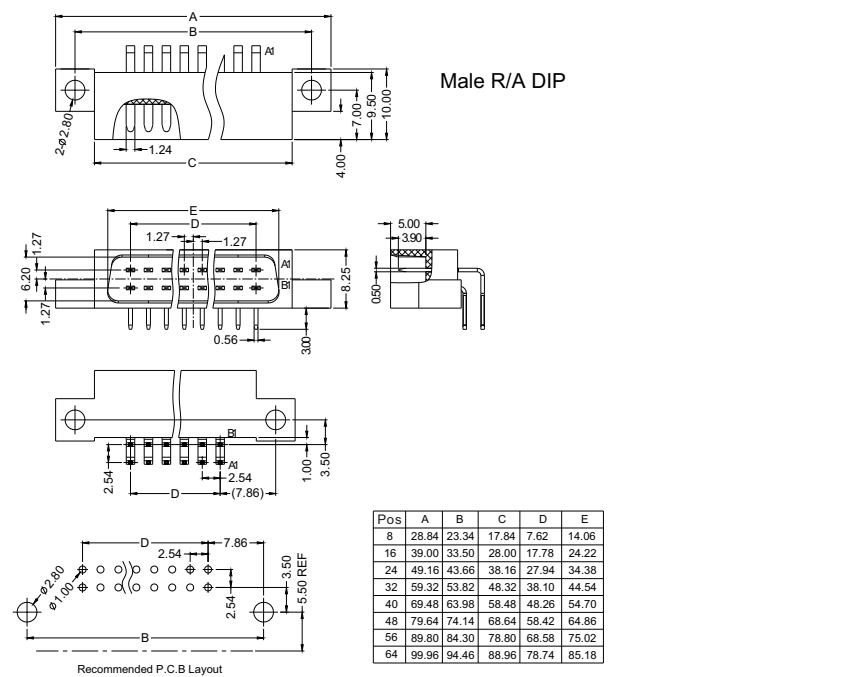 A
B
A1
Male R/A DIP
2-ø2.80
1.24
C
7.00
9.50
10.00
4.00
E
D
1.27
1.27
1.27
6.20
1.27
A1
B1
8.25
0.56
3.00
5.00
3.90
0.50
B1
A1
2.54
2.54
D
(7.86)
1.00
3.50
D
7.86
2.54
ø2.80
ø1.00
2.54
3.50
5.50 REF
B
Recommended P.C.B Layout
Pos A B C D E
8 28.84 23.34 17.84 7.62 14.06
16 39.00 33.50 28.00 17.78 24.22
24 49.16 43.66 38.16 27.94 34.38
32 59.32 53.82 48.32 38.10 44.54
40 69.48 63.98 58.48 48.26 54.70
48 79.64 74.14 68.64 58.42 64.86
56 89.80 84.30 78.80 68.58 75.02
64 99.96 94.46 88.96 78.74 85.18